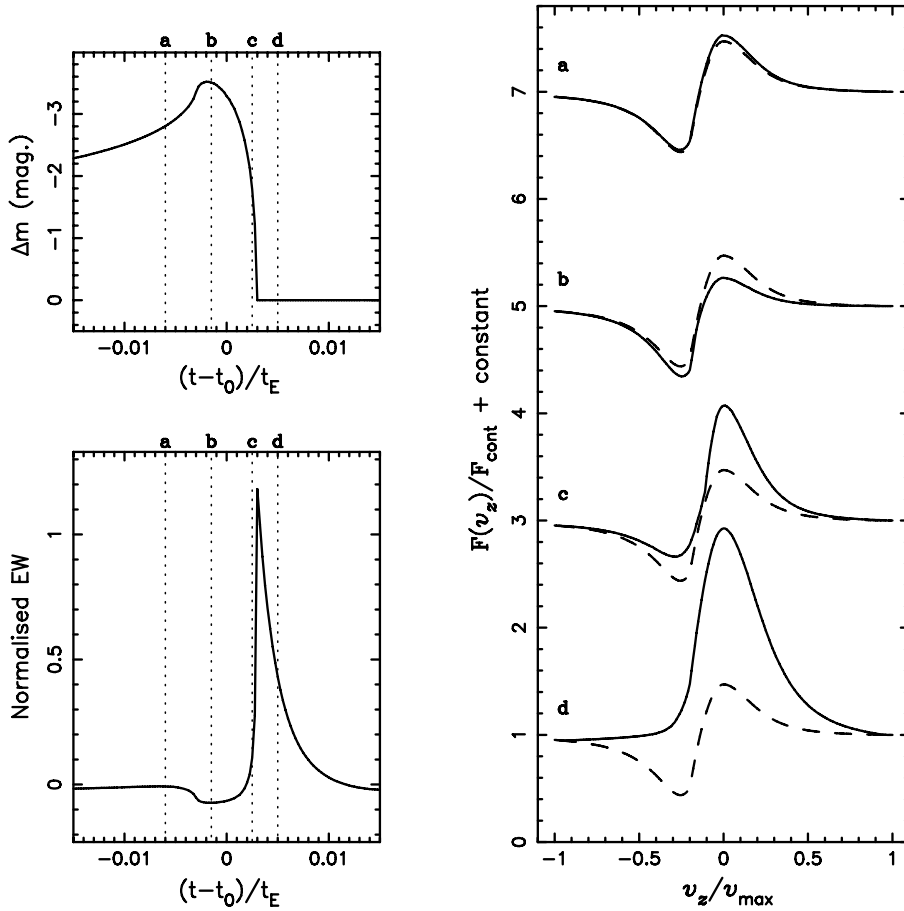 a b c d
Δm (mag.)
-3
-2
-1
0
-0.01 0 0.01
(t-t0)/tE
a b c d
Normalised EW
1
0.5
0
-0.01 0 0.01
(t-t0)/tE
F(vz)/Fcont + constant
7
6
5
4
3
2
1
0
a
b
c
d
-1 -0.5 0 0.5 1
vz/vmax